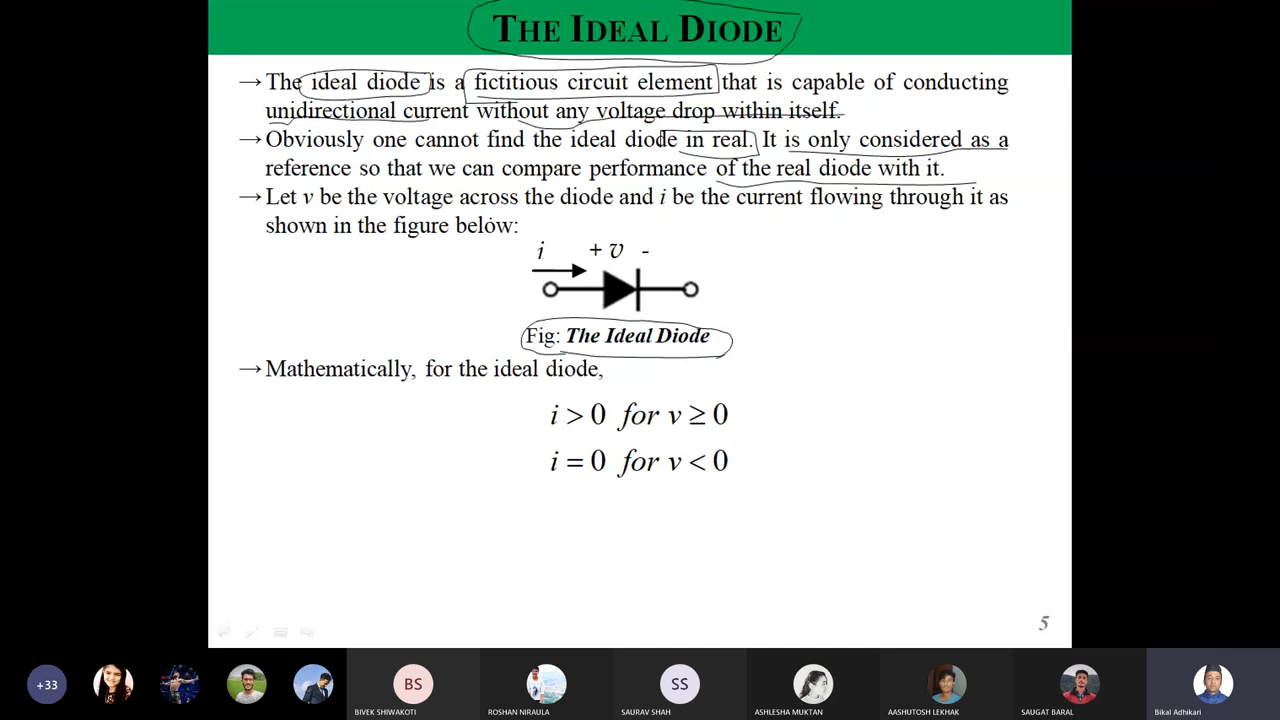 THE IDEAL DIODE
→ The ideal diode is a fictitious circuit element that is capable of conducting
unidirectional current without any voltage drop within itself.
→ Obviously one cannot find the ideal diode in real. It is only considered as a
reference so that we can compare performance of the real diode with it.
→ Let v be the voltage across the diode and i be the current flowing through it as
shown in the figure below:
i + v -
Fig: The Ideal Diode
→ Mathematically, for the ideal diode,
i > 0 for v ≥ 0
i = 0 for v < 0
5
+33 BS SS
BIVEK SHIWAKOTI ROSHAN NIRAULA SAURAV SHAH ASHLESHA MUKTAN AASHUTOSH LEKHAK SAUGAT BARAL Bikal Adhikari